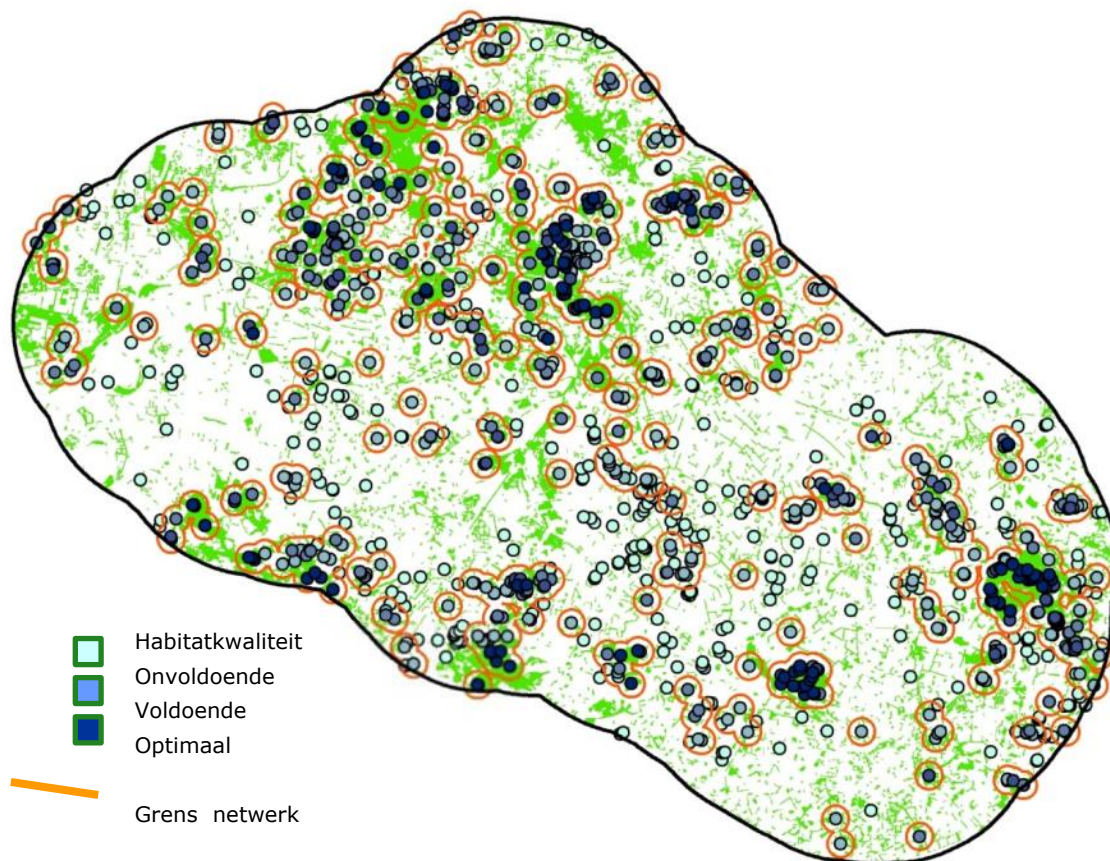 Habitatkwaliteit
Onvoldoende
Voldoende
Optimaal
Grens netwerk